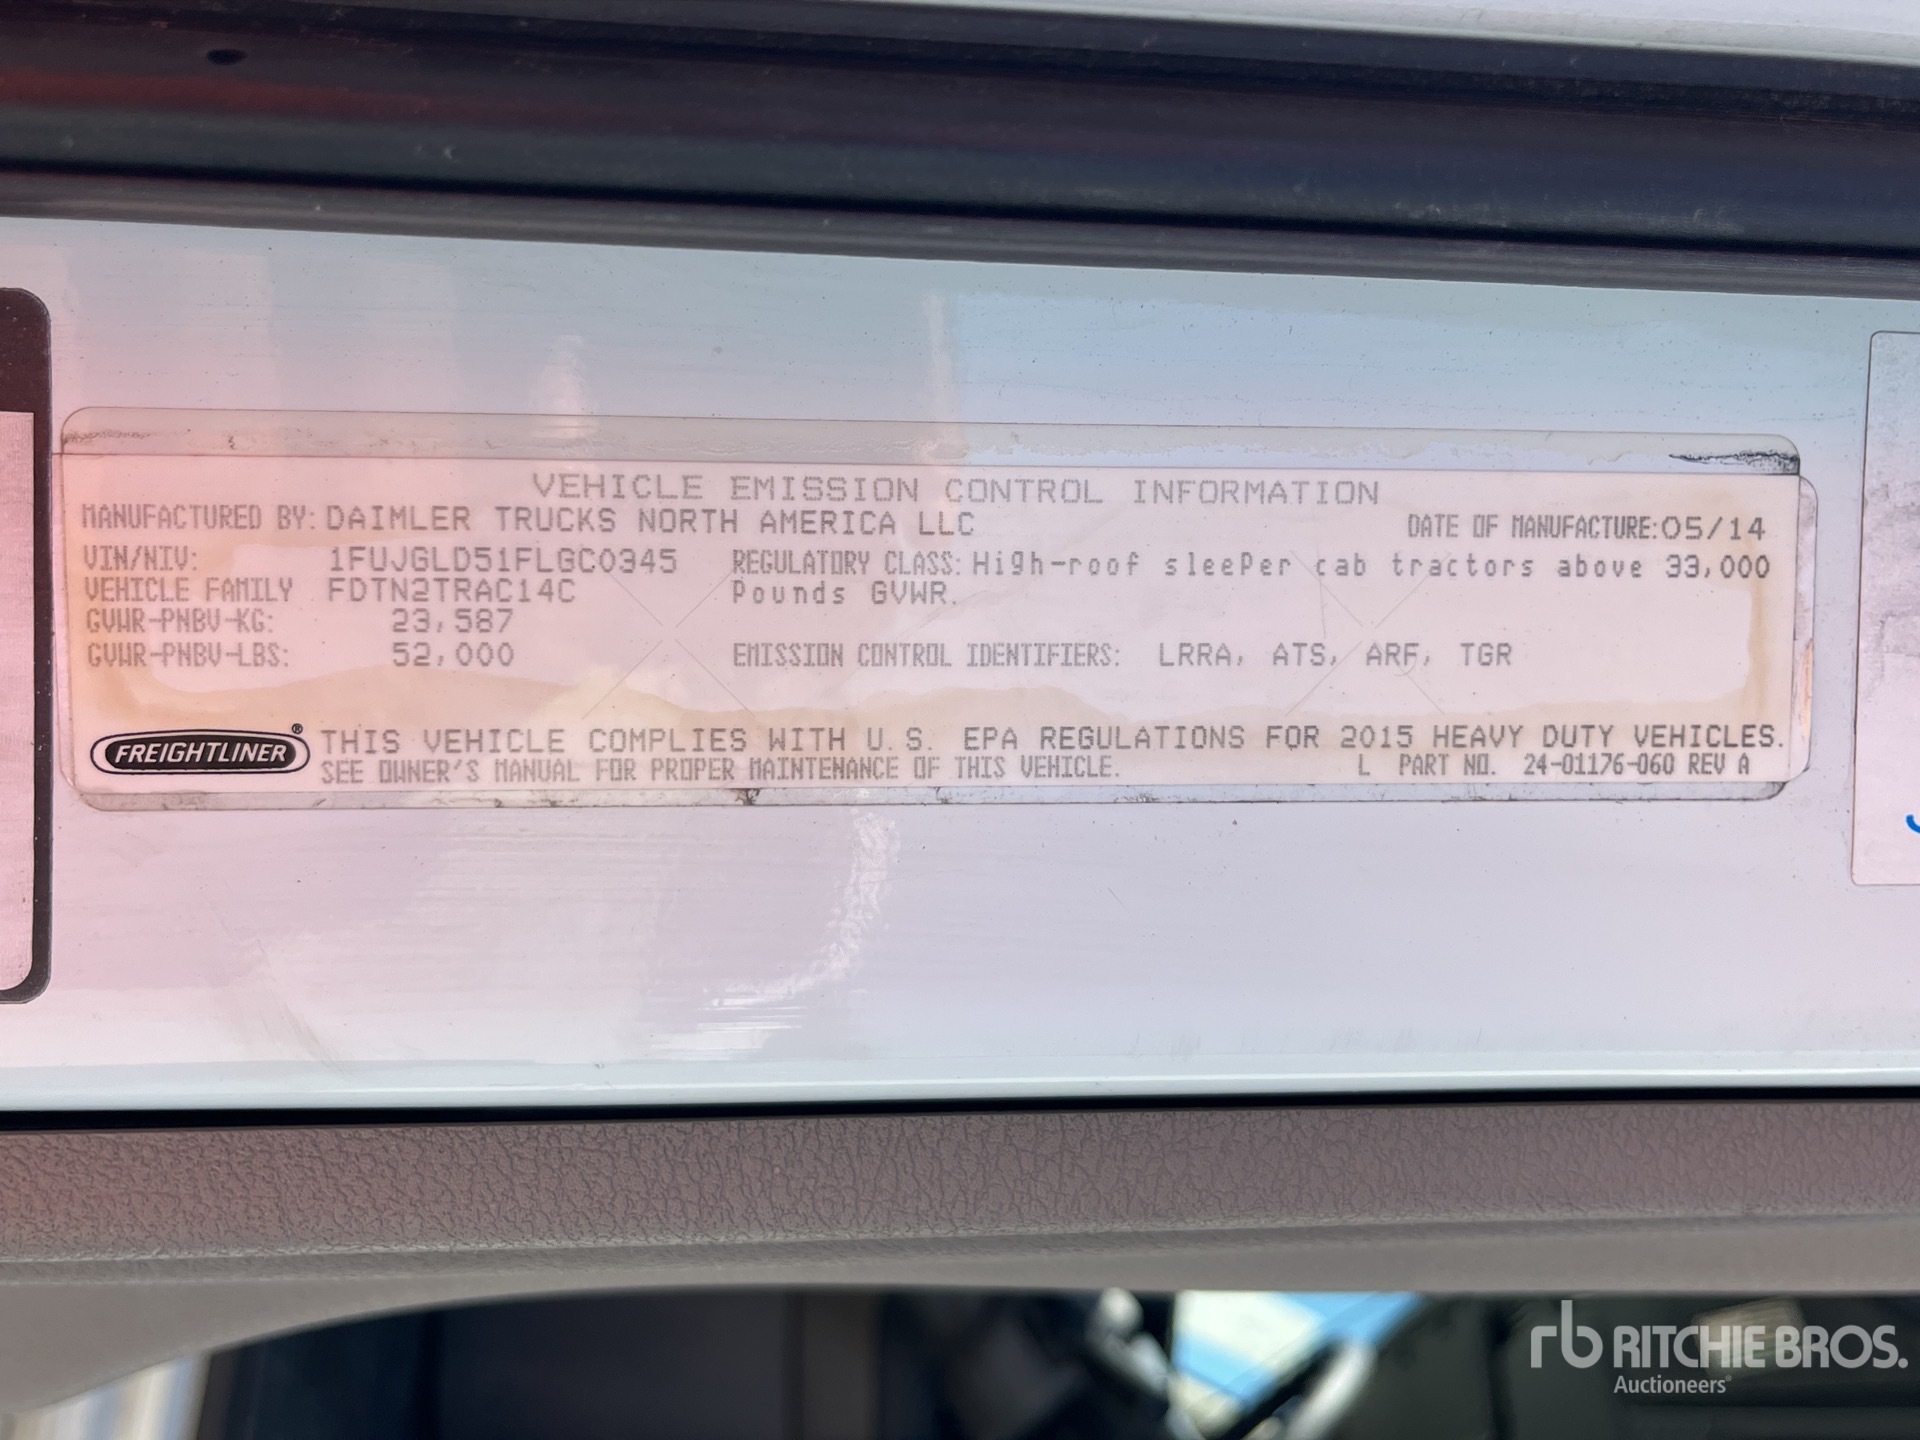 VEHICLE EMISSION CONTROL INFORMATION
MANUFACTURED BY: DAIMLER TRUCKS NORTH AMERICA LLC
DATE OF MANUFACTURE: 05/14
VIN/NIV: 1FUJGLD51FLGC0345
REGULATORY CLASS: High-roof sleeper cab tractors above 33,000
VEHICLE FAMILY FDTN2TRAC14C
Pounds GVWR.
GVWR-PNBV-KG: 23,587
GVWR-PNBV-LBS: 52,000
EMISSION CONTROL IDENTIFIERS: LRRA, ATS, ARF, TGR
FREIGHTLINER®
THIS VEHICLE COMPLIES WITH U.S. EPA REGULATIONS FOR 2015 HEAVY DUTY VEHICLES.
SEE OWNER'S MANUAL FOR PROPER MAINTENANCE OF THIS VEHICLE.
L PART NO. 24-01176-060 REV A
rb RITCHIE BROS.
Auctioneers